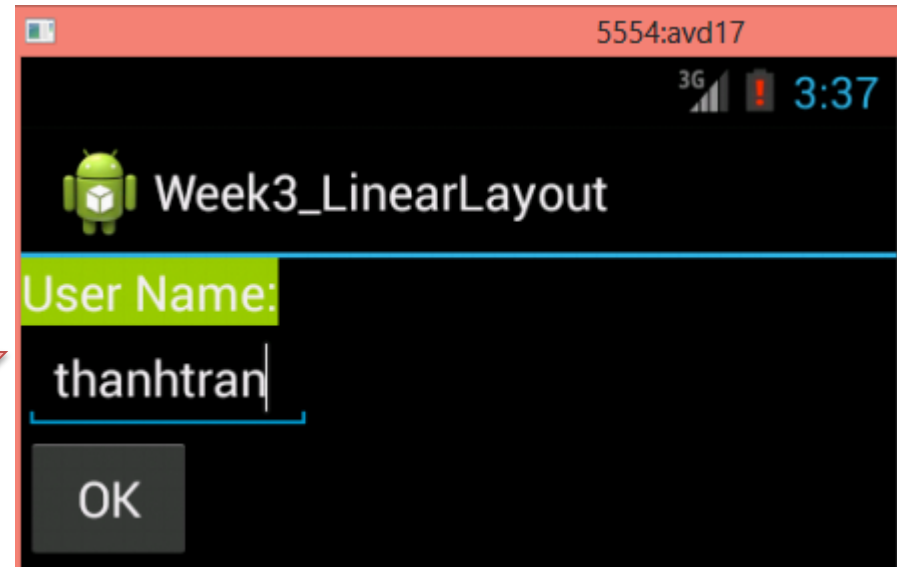 5554:avd17
3G 3:37
Week3_LinearLayout
User Name:
thanhtran
OK